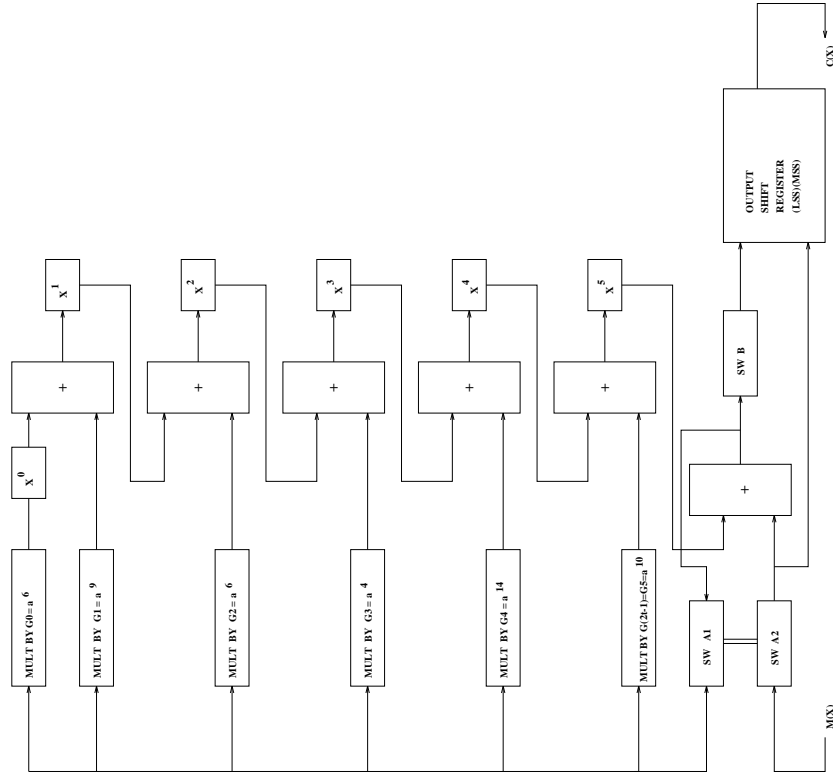 MULT BY G0= a 6
X 0
+
X 1
MULT BY G1= a 9
MULT BY G2= a 6
+
X 2
MULT BY G3= a 4
+
X 3
MULT BY G4= a 14
+
X 4
MULT BY G(2t-1)=G5=a 10
+
X 5
SW A1
SW A2
+
SW B
OUTPUT
SHIFT
REGISTER
(LSS)(MSS)
M(X)
C(X)